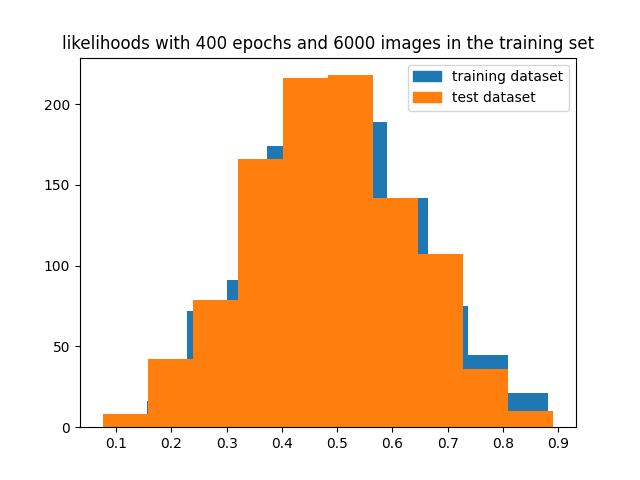 likelihoods with 400 epochs and 6000 images in the training set
training dataset
test dataset
200
150
100
50
0
0.1 0.2 0.3 0.4 0.5 0.6 0.7 0.8 0.9